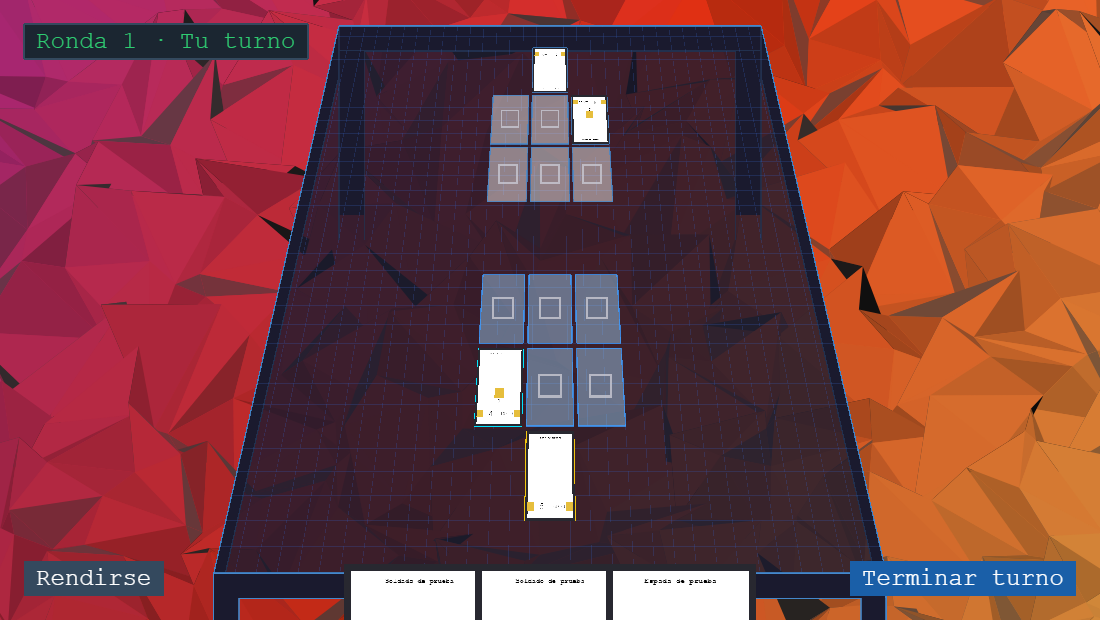 Ronda 1 · Tu turno
Rendirse
Terminar turno
Soldado de prueba
Soldado de prueba
Espada de prueba